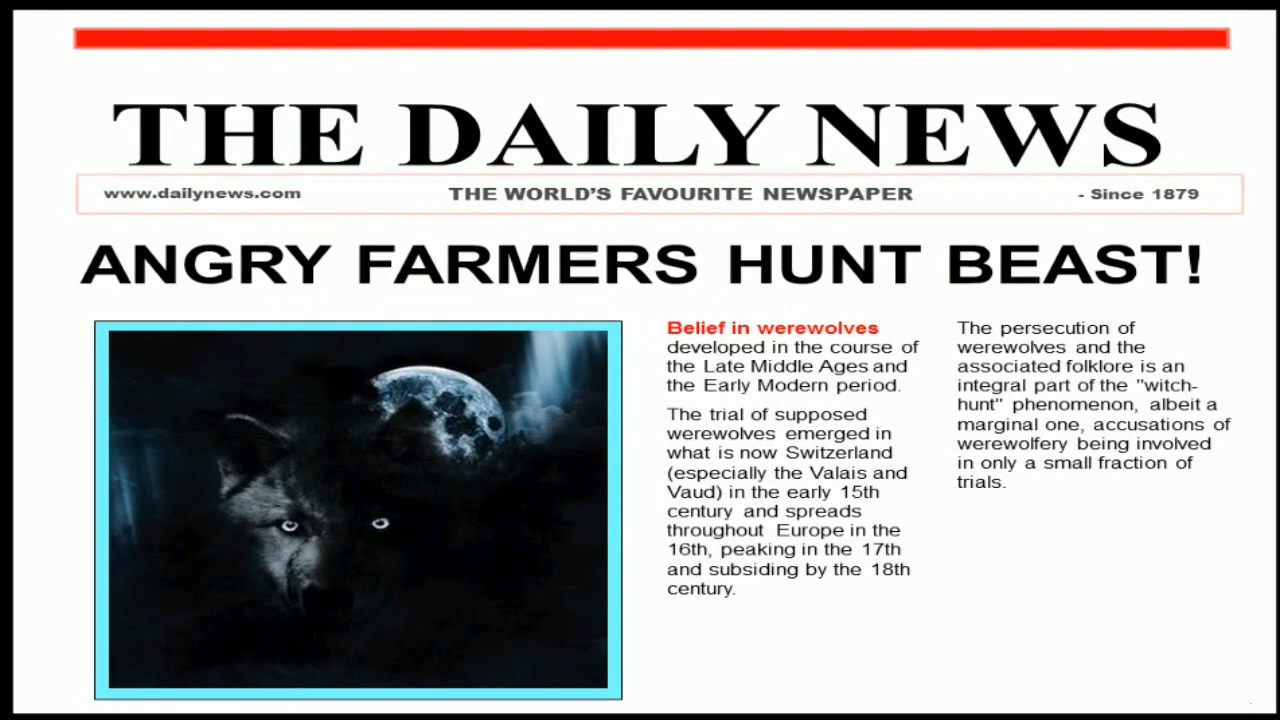 THE DAILY NEWS
www.dailynews.com THE WORLD'S FAVOURITE NEWSPAPER - Since 1879
ANGRY FARMERS HUNT BEAST!
Belief in werewolves
developed in the course of
the Late Middle Ages and
the Early Modern period.
The trial of supposed
werewolves emerged in
what is now Switzerland
(especially the Valais and
Vaud) in the early 15th
century and spreads
throughout Europe in the
16th, peaking in the 17th
and subsiding by the 18th
century.
The persecution of
werewolves and the
associated folklore is an
integral part of the "witch-
hunt" phenomenon, albeit a
marginal one, accusations of
werewolfery being involved
in only a small fraction of
trials.